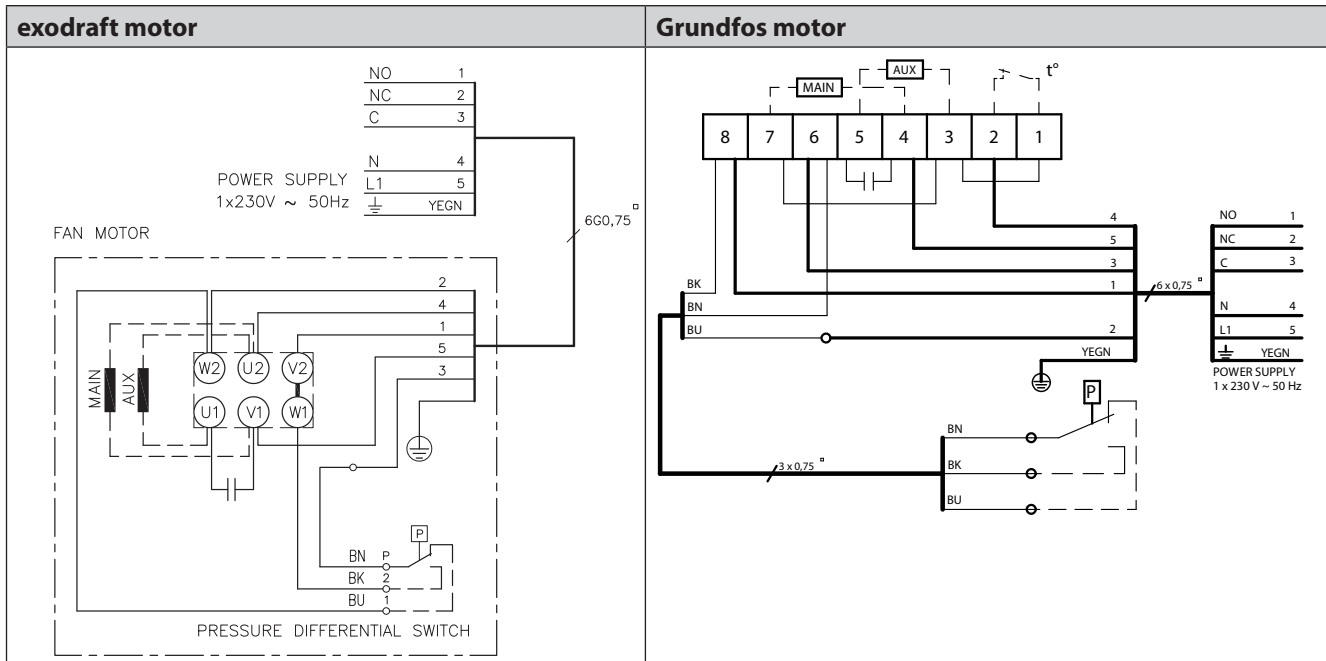 exodraft motor
NO 1
NC 2
C 3
N 4
POWER SUPPLY L1 5
1x230V ~ 50Hz YEGN
6G0,75
FAN MOTOR
2
4
1
5
3
MAIN
AUX
W2 U2 V2
U1 V1 W1
P
BN P
BK 2
BU 1
PRESSURE DIFFERENTIAL SWITCH
Grundfos motor
AUX t°
MAIN
8 7 6 5 4 3 2 1
4
5
3
1
2
YEGN
6 x 0,75
NO 1
NC 2
C 3
N 4
L1 5
YEGN
POWER SUPPLY
1 x 230 V ~ 50 Hz
BK
BN
BU
P
BN
BK
BU
3 x 0,75